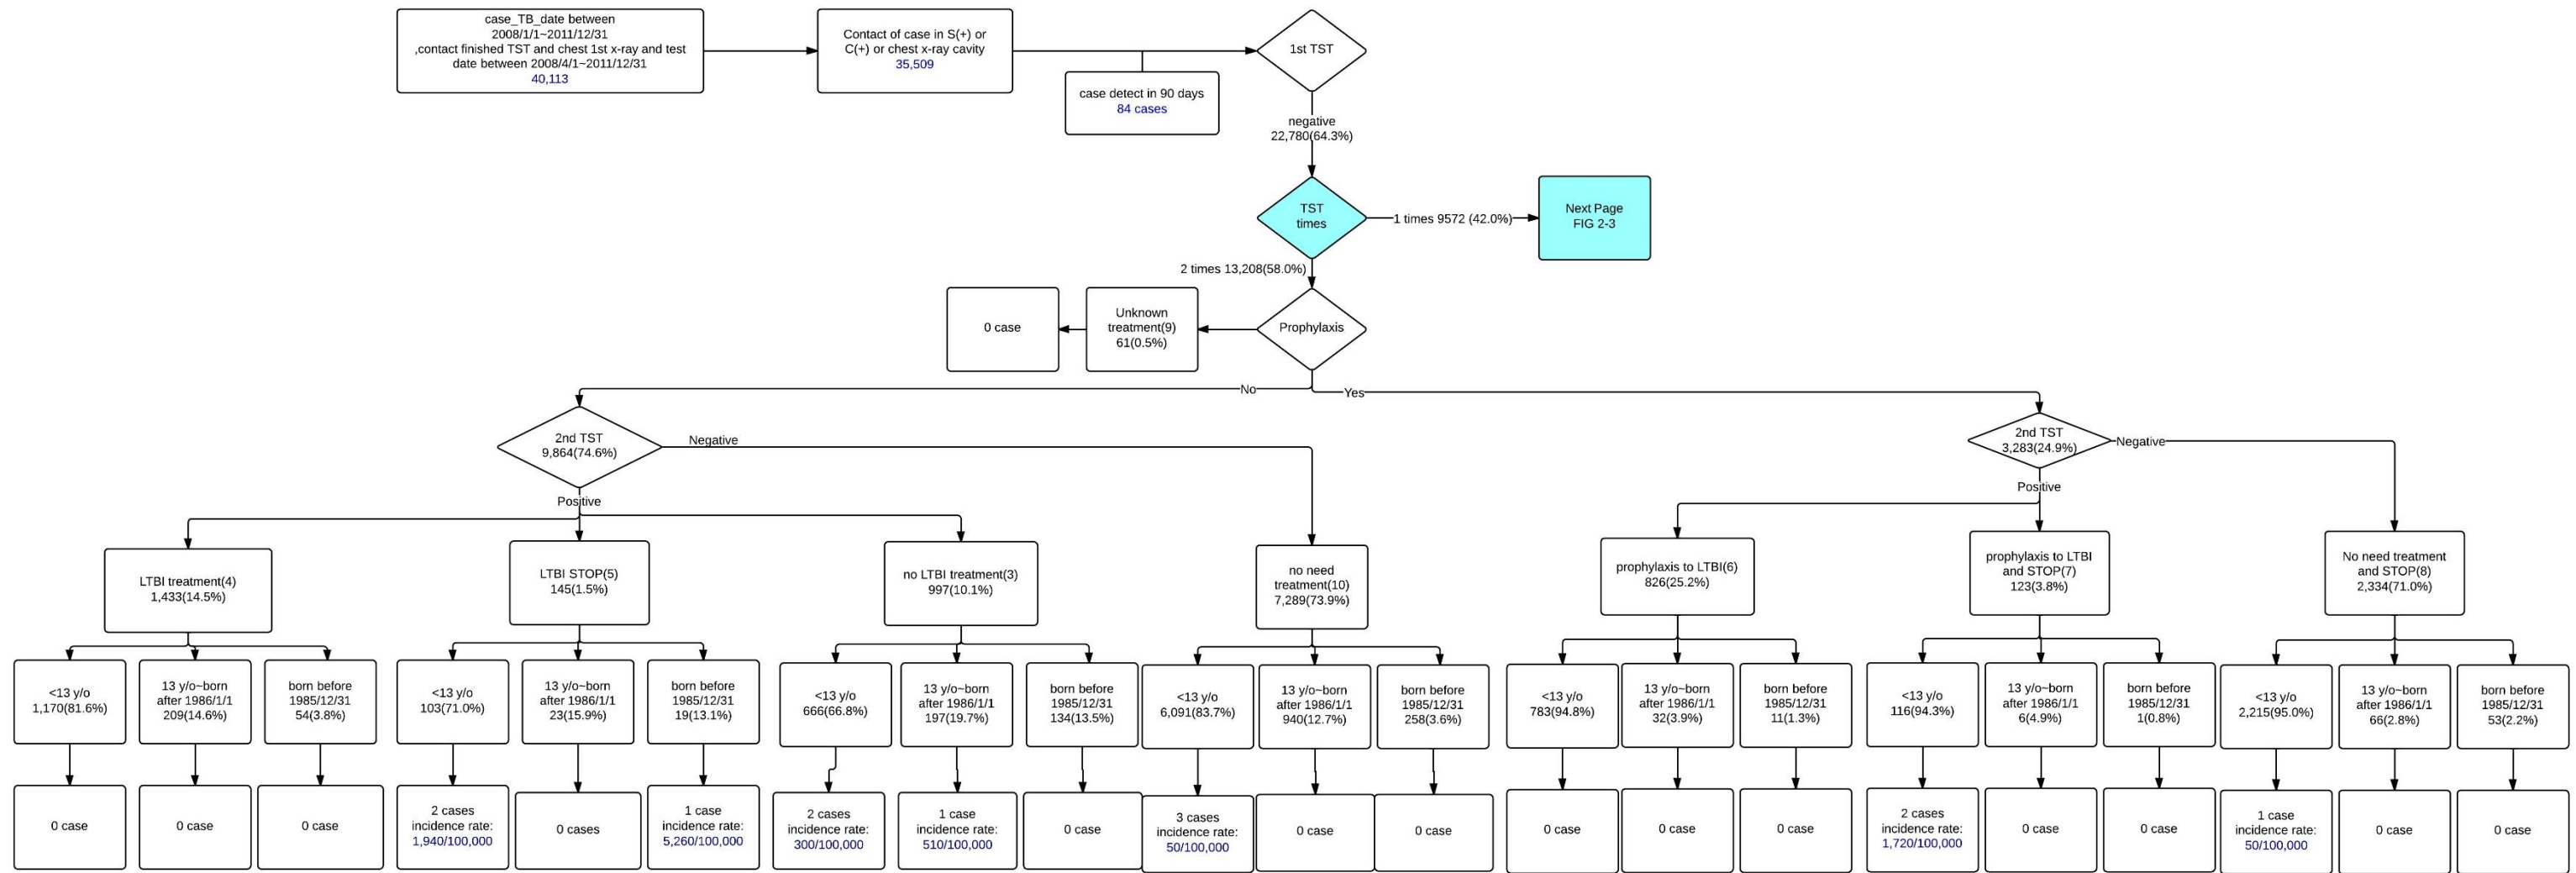 case_TB_date between
2008/1/1~2011/12/31
,contact finished TST and chest 1st x-ray and test
date between 2008/4/1~2011/12/31
40,113
Contact of case in S(+) or
C(+) or chest x-ray cavity
35,509
case detect in 90 days
84 cases
1st TST
negative
22,780(64.3%)
TST
times
1 times 9572 (42.0%)
Next Page
FIG 2-3
2 times 13,208(58.0%)
Prophylaxis
Unknown
treatment(9)
61(0.5%)
0 case
No
Yes
2nd TST
9,864(74.6%)
Negative
Positive
2nd TST
3,283(24.9%)
Negative
Positive
LTBI treatment(4)
1,433(14.5%)
LTBI STOP(5)
145(1.5%)
no LTBI treatment(3)
997(10.1%)
no need
treatment(10)
7,289(73.9%)
prophylaxis to LTBI(6)
826(25.2%)
prophylaxis to LTBI
and STOP(7)
123(3.8%)
No need treatment
and STOP(8)
2,334(71.0%)
<13 y/o
1,170(81.6%)
13 y/o~born
after 1986/1/1
209(14.6%)
born before
1985/12/31
54(3.8%)
<13 y/o
103(71.0%)
13 y/o~born
after 1986/1/1
23(15.9%)
born before
1985/12/31
19(13.1%)
<13 y/o
666(66.8%)
13 y/o~born
after 1986/1/1
197(19.7%)
born before
1985/12/31
134(13.5%)
<13 y/o
6,091(83.7%)
13 y/o~born
after 1986/1/1
940(12.7%)
born before
1985/12/31
258(3.6%)
<13 y/o
783(94.8%)
13 y/o~born
after 1986/1/1
32(3.9%)
born before
1985/12/31
11(1.3%)
<13 y/o
116(94.3%)
13 y/o~born
after 1986/1/1
6(4.9%)
born before
1985/12/31
1(0.8%)
<13 y/o
2,215(95.0%)
13 y/o~born
after 1986/1/1
66(2.8%)
born before
1985/12/31
53(2.2%)
0 case
0 case
0 case
2 cases
incidence rate:
1,940/100,000
0 cases
1 case
incidence rate:
5,260/100,000
2 cases
incidence rate:
300/100,000
1 case
incidence rate:
510/100,000
0 case
3 cases
incidence rate:
50/100,000
0 case
0 case
0 case
0 case
0 case
2 cases
incidence rate:
1,720/100,000
0 case
0 case
1 case
incidence rate:
50/100,000
0 case
0 case